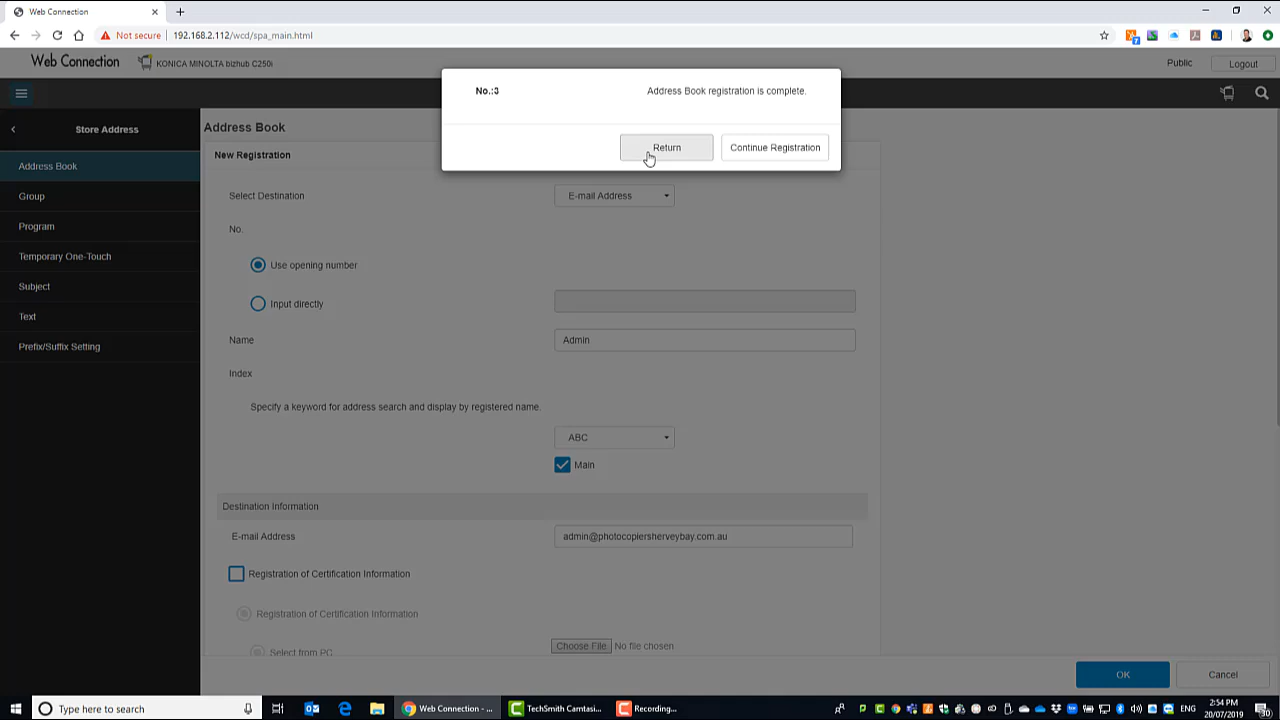 Web Connection
Not secure
192.168.2.112/wcd/spa_main.html
Web Connection
KONICA MINOLTA bizhub C250i
Public
Logout
No.:3
Address Book registration is complete.
Return
Continue Registration
Store Address
Address Book
Group
Program
Temporary One-Touch
Subject
Text
Prefix/Suffix Setting
Address Book
New Registration
Select Destination
E-mail Address
No.
Use opening number
Input directly
Name
Admin
Index
Specify a keyword for address search and display by registered name.
ABC
Main
Destination Information
E-mail Address
admin@photocopiersherveybay.com.au
Registration of Certification Information
Registration of Certification Information
Select from PC
Choose File No file chosen
OK
Cancel
Type here to search
Web Connection - ...
TechSmith Camtasi...
Recording...
ENG
2:54 PM
20/07/2019